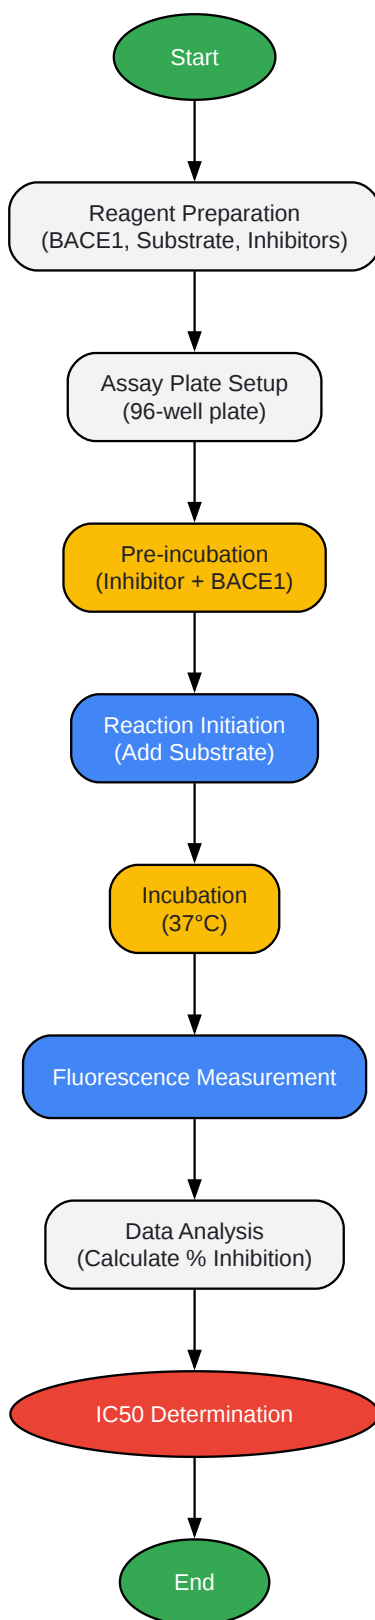 Start
Reagent Preparation
(BACE1, Substrate, Inhibitors)
Assay Plate Setup
(96-well plate)
Pre-incubation
(Inhibitor + BACE1)
Reaction Initiation
(Add Substrate)
Incubation
(37°C)
Fluorescence Measurement
Data Analysis
(Calculate % Inhibition)
IC50 Determination
End